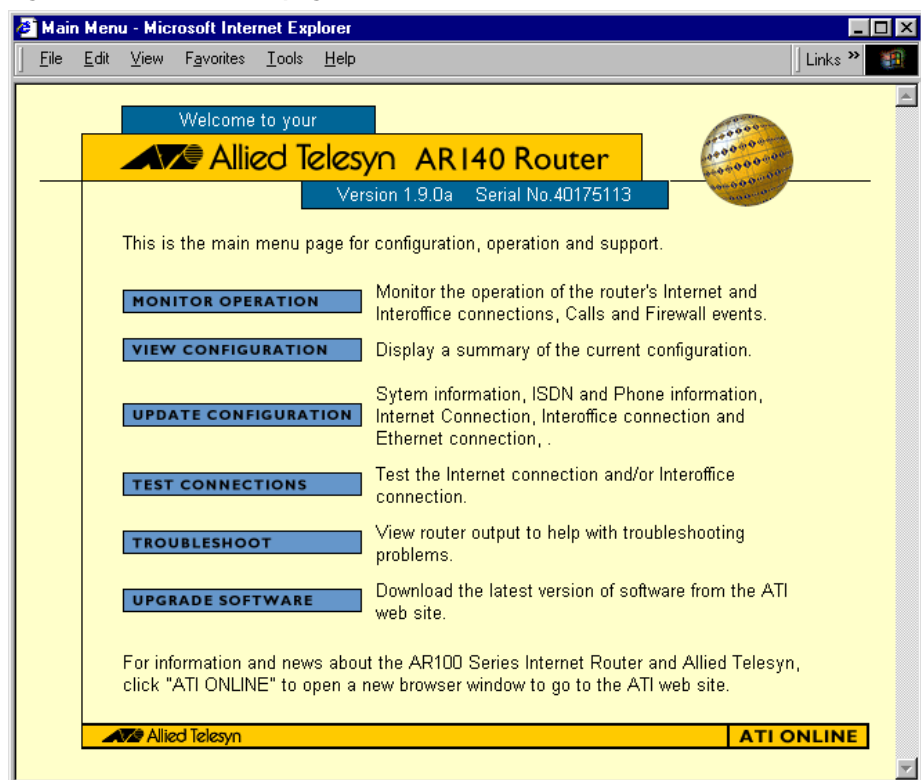 Main Menu - Microsoft Internet Explorer
File Edit View Favorites Tools Help Links »
Welcome to your
Allied Telesyn AR140 Router
Version 1.9.0a Serial No.40175113
This is the main menu page for configuration, operation and support.
MONITOR OPERATION
Monitor the operation of the router's Internet and
Interoffice connections, Calls and Firewall events.
VIEW CONFIGURATION
Display a summary of the current configuration.
UPDATE CONFIGURATION
Sytem information, ISDN and Phone information,
Internet Connection, Interoffice connection and
Ethernet connection, .
TEST CONNECTIONS
Test the Internet connection and/or Interoffice
connection.
TROUBLESHOOT
View router output to help with troubleshooting
problems.
UPGRADE SOFTWARE
Download the latest version of software from the ATI
web site.
For information and news about the AR100 Series Internet Router and Allied Telesyn,
click "ATI ONLINE" to open a new browser window to go to the ATI web site.
Allied Telesyn
ATI ONLINE